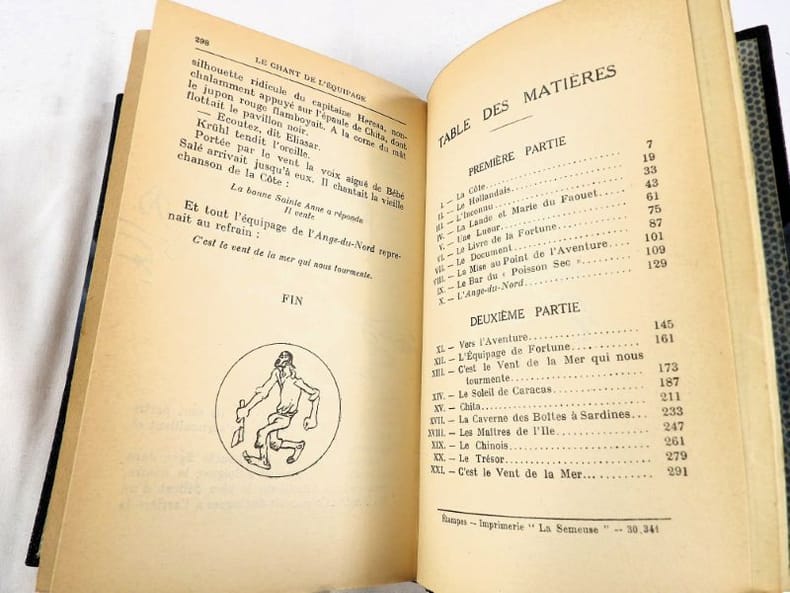 298
LE CHANT DE L'ÉQUIPAGE
silhouette ridicule du capitaine Heresa, non-
chalamment appuyé sur l'épaule de Chita, dont
le jupon rouge flamboyait. A la corne du mât
flottait le pavillon noir.
— Ecoutez, dit Eliasar.
Krühl tendit l'oreille.
Portée par le vent la voix aiguë de Bébé
Salé arrivait jusqu'à eux. Il chantait la vieille
chanson de la Côte :
La bonne Sainte Anne a réponde
Il vente
Et tout l'équipage de l'Ange-du-Nord repre-
nait au refrain :
C'est le vent de la mer qui nous tourmente.
FIN
TABLE DES MATIÈRES
PREMIÈRE PARTIE
I. — La Côte 7
II. — Le Hollandais 19
III. — L'Inconnu 33
IV. — La Lande et Marie du Faouet 43
V. — Une Lueur 61
VI. — Le Livre de la Fortune 75
VII. — Le Document 87
VIII. — La Mise au Point de l'Aventure 101
IX. — Le Bar du « Poisson Sec » 109
X. — L'Ange-du-Nord 129
DEUXIÈME PARTIE
XI. — Vers l'Aventure 145
XII. — L'Équipage de Fortune 161
XIII. — C'est le Vent de la Mer qui nous
tourmente 173
XIV. — Le Soleil de Caracas 187
XV. — Chita 211
XVII. — La Caverne des Boîtes à Sardines 233
XVIII. — Les Maîtres de l'Ile 247
XIX. — Le Chinois 261
XX. — Le Trésor 279
XXI. — C'est le Vent de la Mer... 291
Étampes — Imprimerie " La Semeuse " — 30.341